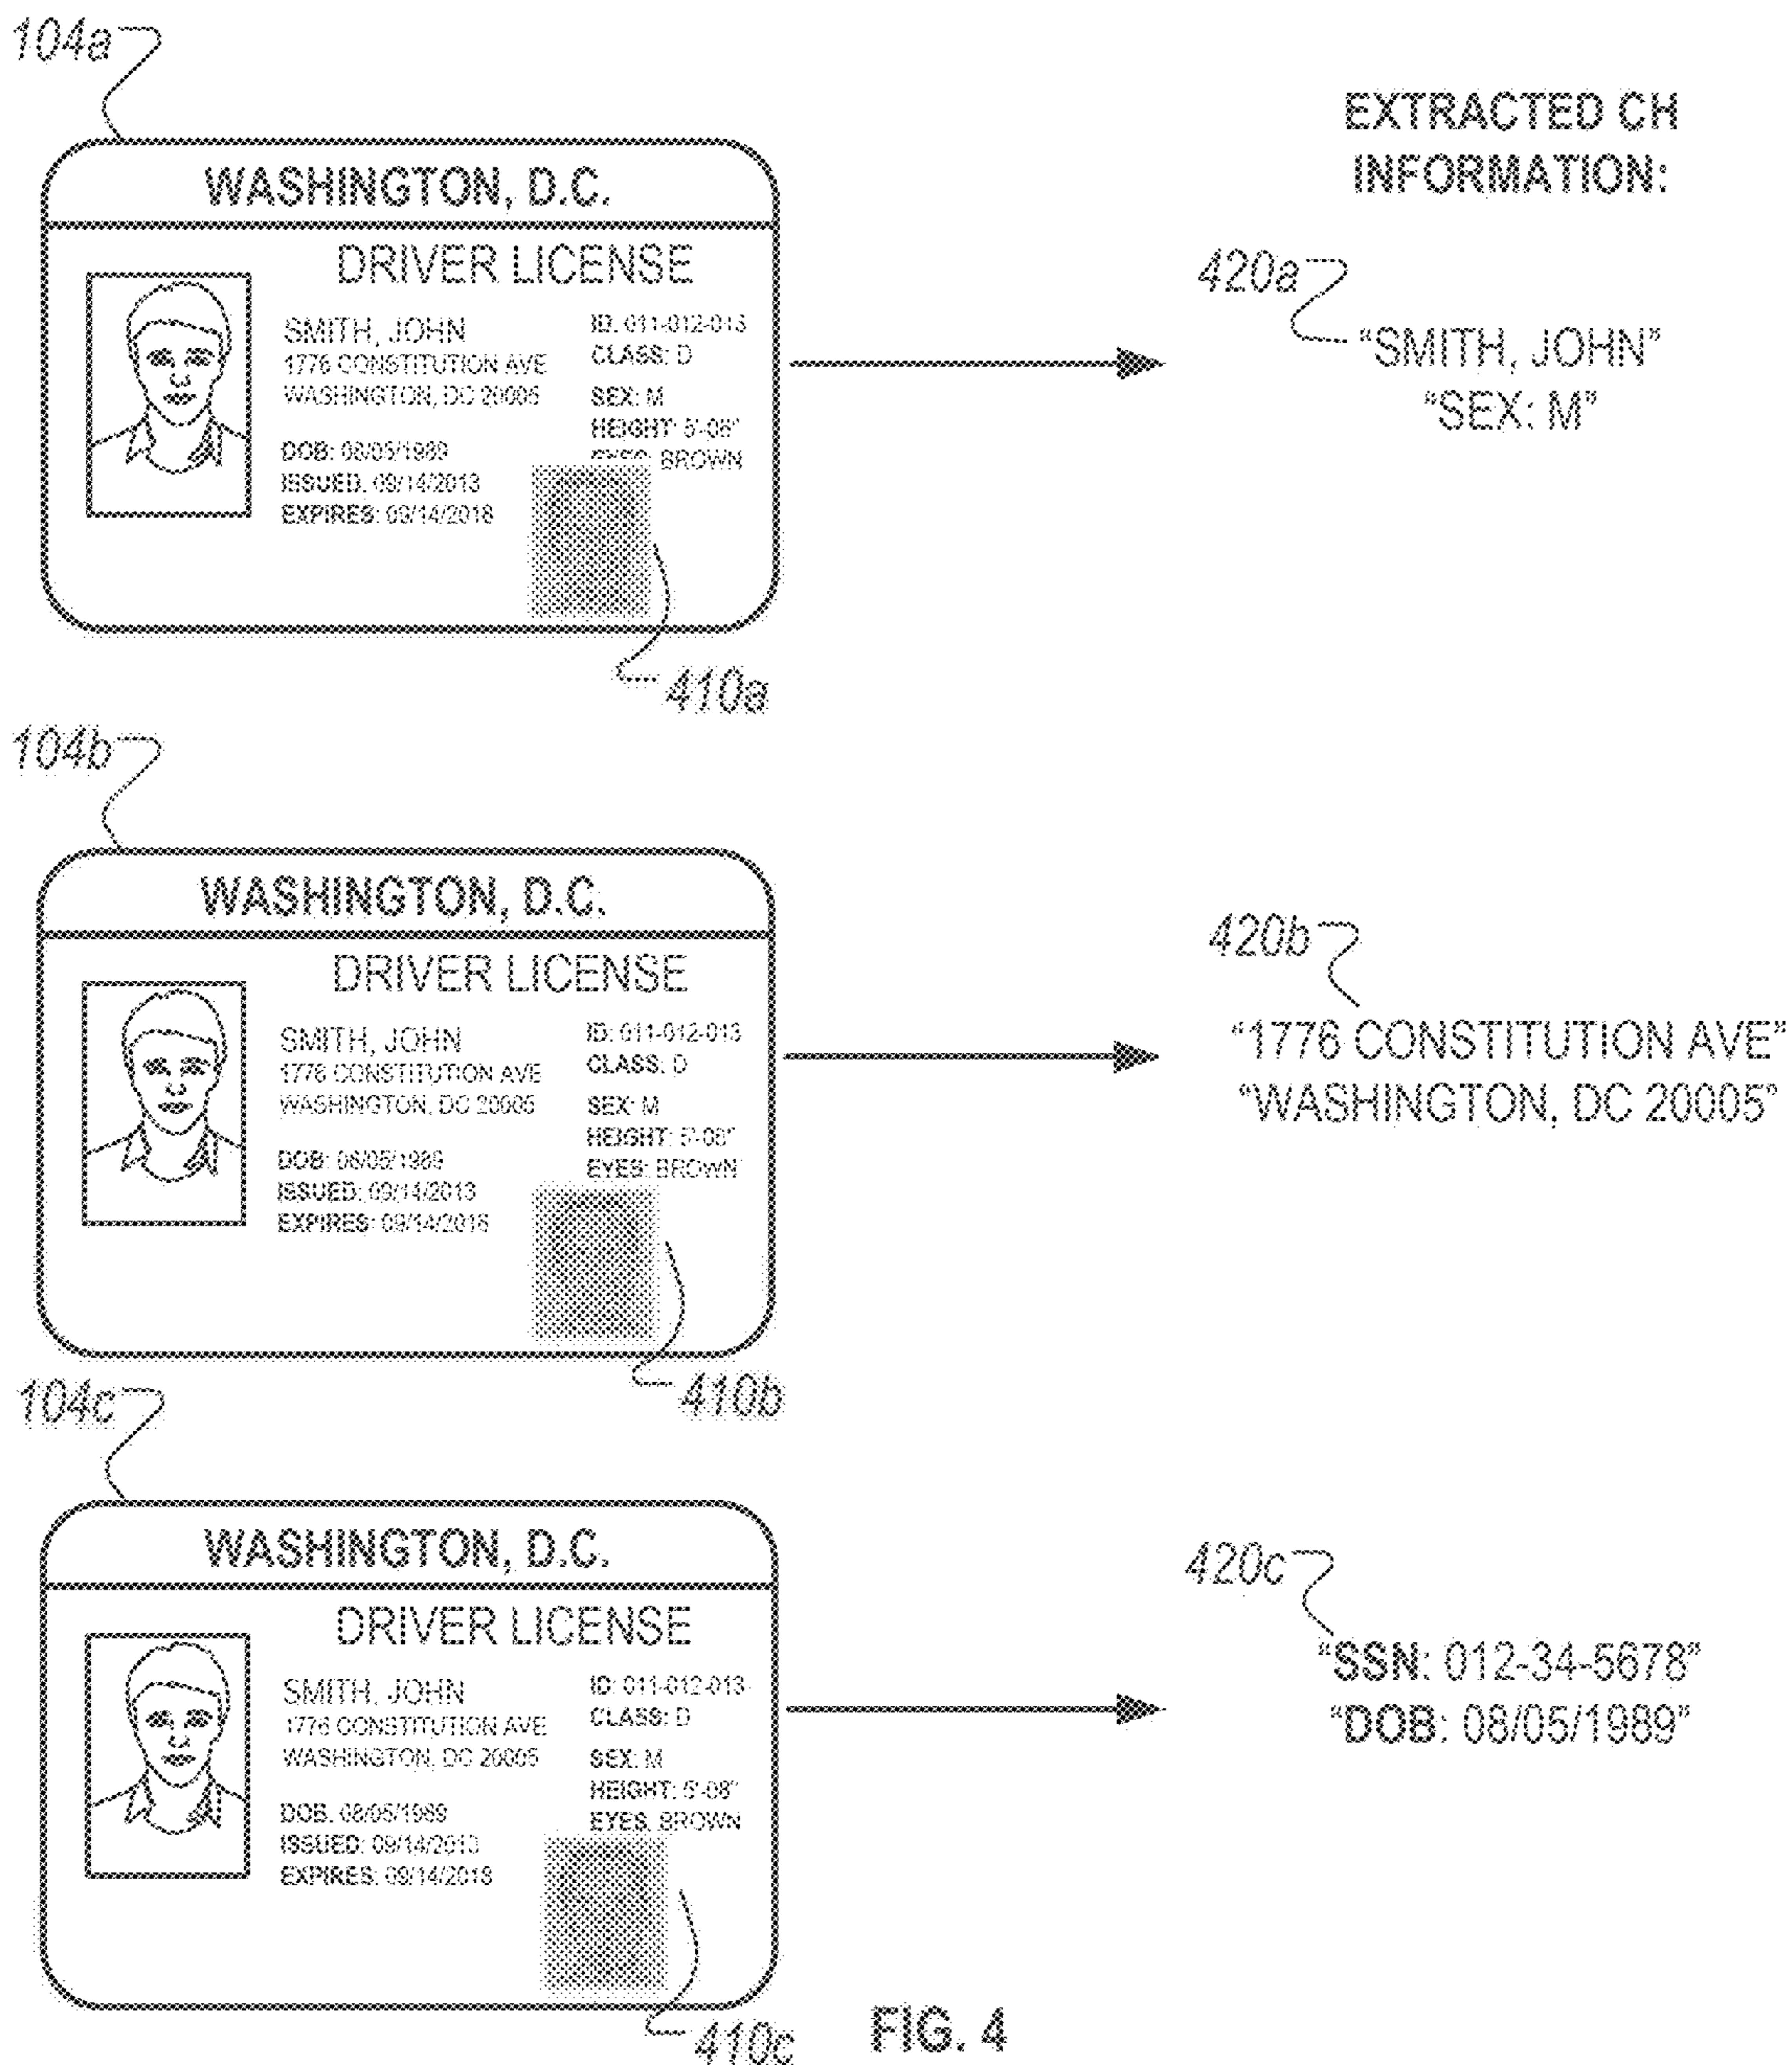 104a
EXTRACTED CH
INFORMATION:
WASHINGTON, D.C.
DRIVER LICENSE
SMITH, JOHN
1776 CONSTITUTION AVE
WASHINGTON, DC 20005
DOB: 08/05/1989
ISSUED: 09/14/2013
EXPIRES: 09/14/2018
ID: 011-012-013
CLASS: D
SEX: M
HEIGHT: 5'-08"
EYES: BROWN
410a
420a
"SMITH, JOHN"
"SEX: M"
104b
WASHINGTON, D.C.
DRIVER LICENSE
SMITH, JOHN
1776 CONSTITUTION AVE
WASHINGTON, DC 20005
DOB: 08/05/1989
ISSUED: 09/14/2013
EXPIRES: 09/14/2018
ID: 011-012-013
CLASS: D
SEX: M
HEIGHT: 5'-08"
EYES: BROWN
410b
420b
"1776 CONSTITUTION AVE"
"WASHINGTON, DC 20005"
104c
WASHINGTON, D.C.
DRIVER LICENSE
SMITH, JOHN
1776 CONSTITUTION AVE
WASHINGTON, DC 20005
DOB: 08/05/1989
ISSUED: 09/14/2013
EXPIRES: 09/14/2018
ID: 011-012-013
CLASS: D
SEX: M
HEIGHT: 5'-08"
EYES: BROWN
410c
420c
"SSN: 012-34-5678"
"DOB: 08/05/1989"
FIG. 4